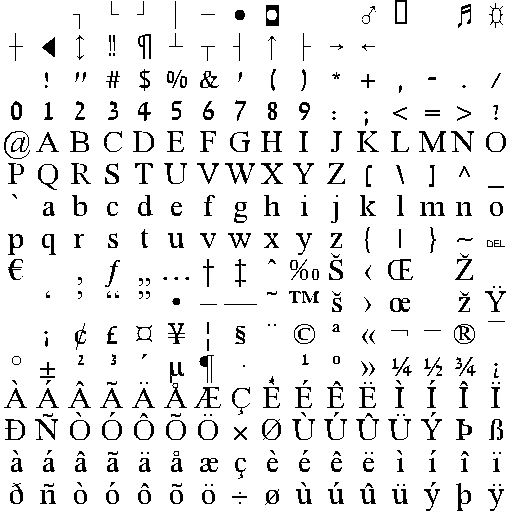 ┐ └ ┘ │ ─ ● ◘ ♂ ♬ ☼
┼ ◄ ↕ ‼ ¶ ┴ ┬ ┤ ↑ ├ → ←
! " # $ % & ' ( ) * + , - . /
0 1 2 3 4 5 6 7 8 9 : ; < = > ?
@ A B C D E F G H I J K L M N O
P Q R S T U V W X Y Z [ \ ] ^ _
` a b c d e f g h i j k l m n o
p q r s t u v w x y z { | } ~ DEL
€ , ƒ „ … † ‡ ˆ ‰ Š ‹ Œ Ž
‘ ’ “ ” • – — ˜ ™ š › œ ž Ÿ
¡ ¢ £ ¤ ¥ ¦ § ¨ © ª « ¬ - ® ¯
° ± ² ³ ´ µ ¶ · ¸ ¹ º » ¼ ½ ¾ ¿
À Á Â Ã Ä Å Æ Ç È É Ê Ë Ì Í Î Ï
Ð Ñ Ò Ó Ô Õ Ö × Ø Ù Ú Û Ü Ý Þ ß
à á â ã ä å æ ç è é ê ë ì í î ï
ð ñ ò ó ô õ ö ÷ ø ù ú û ü ý þ ÿ